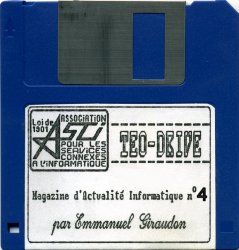 Loi de
1901
ASSOCIATION
ASCI
POUR LES
SERVICES
CONNEXES
A L'INFORMATIQUE
TEO-DRIVE
Magazine d'Actualité Informatique n°4
par Emmanuel Giraudon